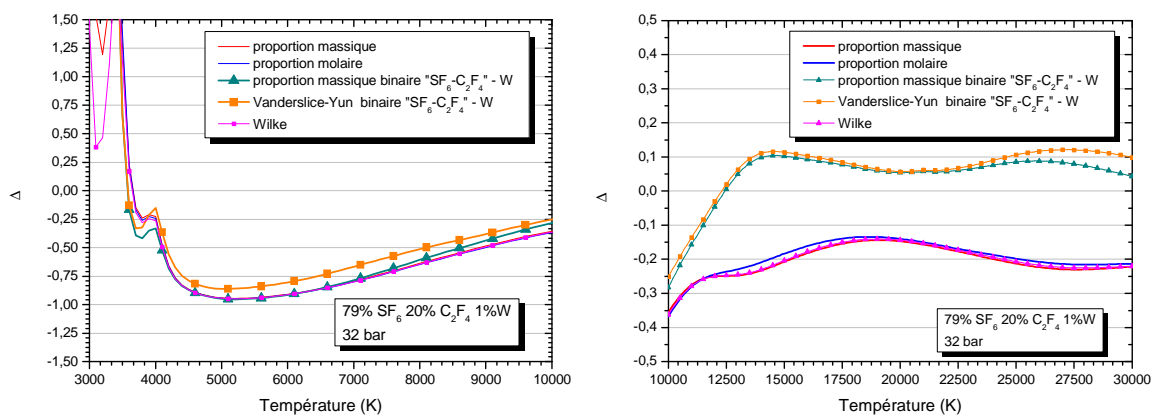 1,50
1,25
1,00
0,75
0,50
0,25
0,00
-0,25
-0,50
-0,75
-1,00
-1,25
-1,50
Δ
proportion massique
proportion molaire
proportion massique binaire "SF₆-C₂F₄" - W
Vanderslice-Yun binaire "SF₆-C₂F₄" - W
Wilke
79% SF₆ 20% C₂F₄ 1%W
32 bar
3000 4000 5000 6000 7000 8000 9000 10000
Température (K)
0,5
0,4
0,3
0,2
0,1
0,0
-0,1
-0,2
-0,3
-0,4
-0,5
Δ
proportion massique
proportion molaire
proportion massique binaire "SF₆-C₂F₄" - W
Vanderslice-Yun binaire "SF₆-C₂F₄" - W
Wilke
79% SF₆ 20% C₂F₄ 1%W
32 bar
10000 12500 15000 17500 20000 22500 25000 27500 30000
Température (K)